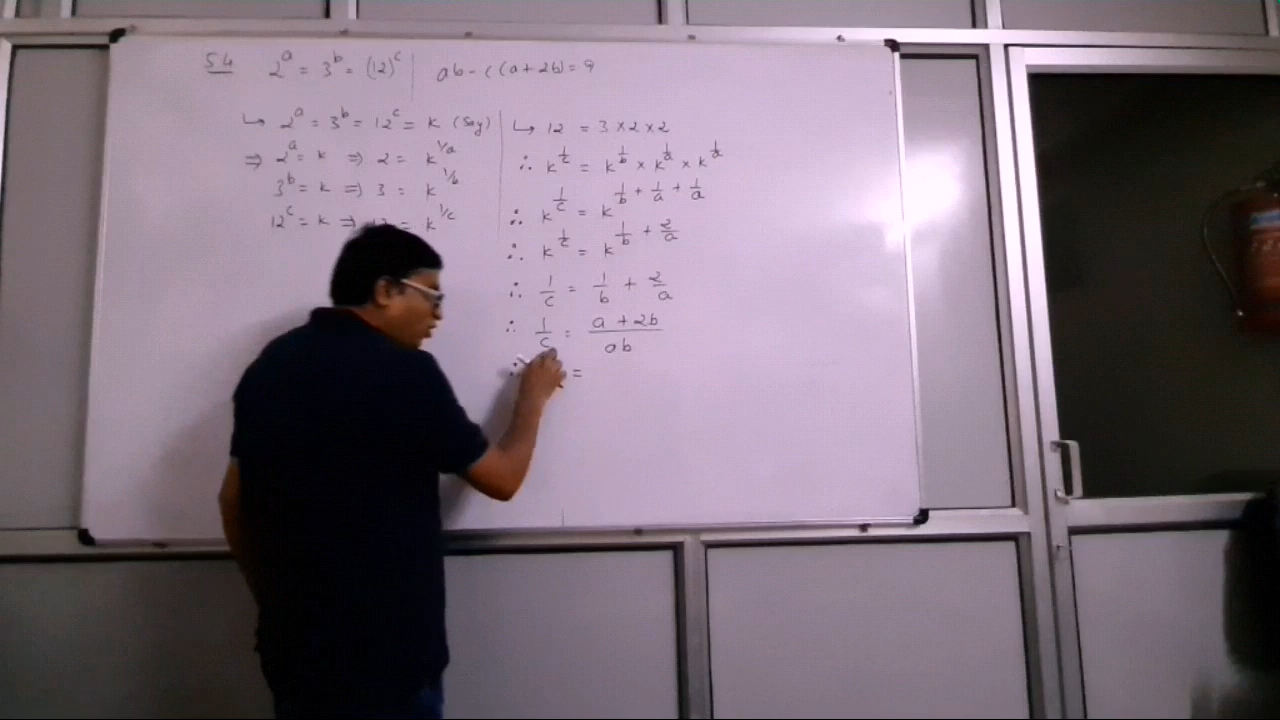 54 2^a = 3^b = (12)^c | ab - c(a + 2b) = ?
↳ 2^a = 3^b = 12^c = k (Say)
⇒ 2^a = k ⇒ 2 = k^1/a
3^b = k ⇒ 3 = k^1/b
12^c = k ⇒ 12 = k^1/c
↳ 12 = 3 × 2 × 2
∴ k^1/c = k^1/b × k^1/a × k^1/a
∴ k^1/c = k^1/b + 1/a + 1/a
∴ k^1/c = k^1/b + 2/a
∴ 1/c = 1/b + 2/a
∴ 1/c = a + 2b / ab
∴ =